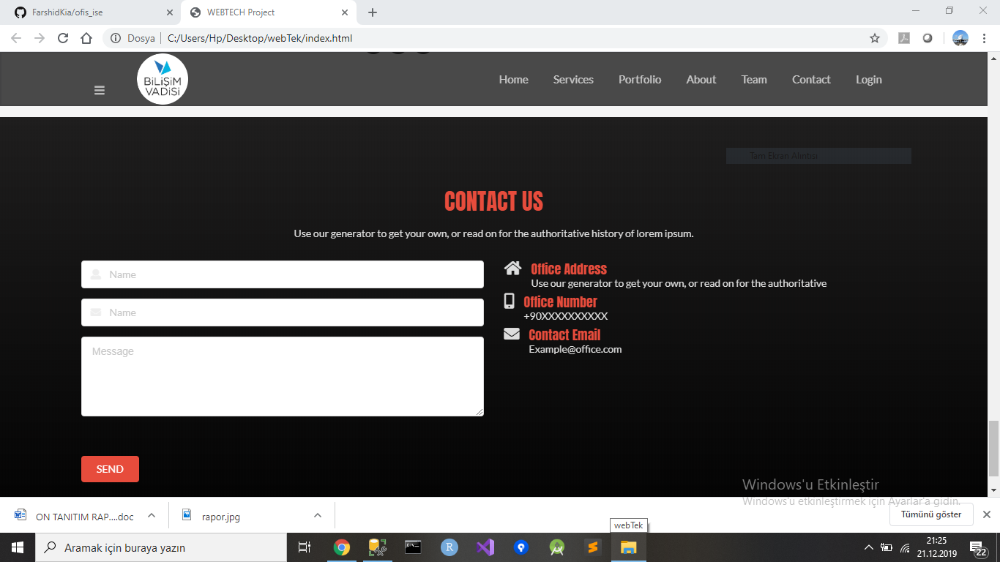 FarshidKia/ofis_ise
WEBTECH Project
Dosya
C:/Users/Hp/Desktop/webTek/index.html
BİLİŞİM
VADİSİ
Home Services Portfolio About Team Contact Login
Tam Ekran Alıntısı
CONTACT US
Use our generator to get your own, or read on for the authoritative history of lorem ipsum.
Name
Name
Message
SEND
Office Address
Use our generator to get your own, or read on for the authoritative
Office Number
+90XXXXXXXXXX
Contact Email
Example@office.com
Windows'u Etkinleştir
Windows'u etkinleştirmek için Ayarlar'a gidin.
ON TANITIM RAP....doc
rapor.jpg
Tümünü göster
webTek
Aramak için buraya yazın
R
21:25
21.12.2019
22